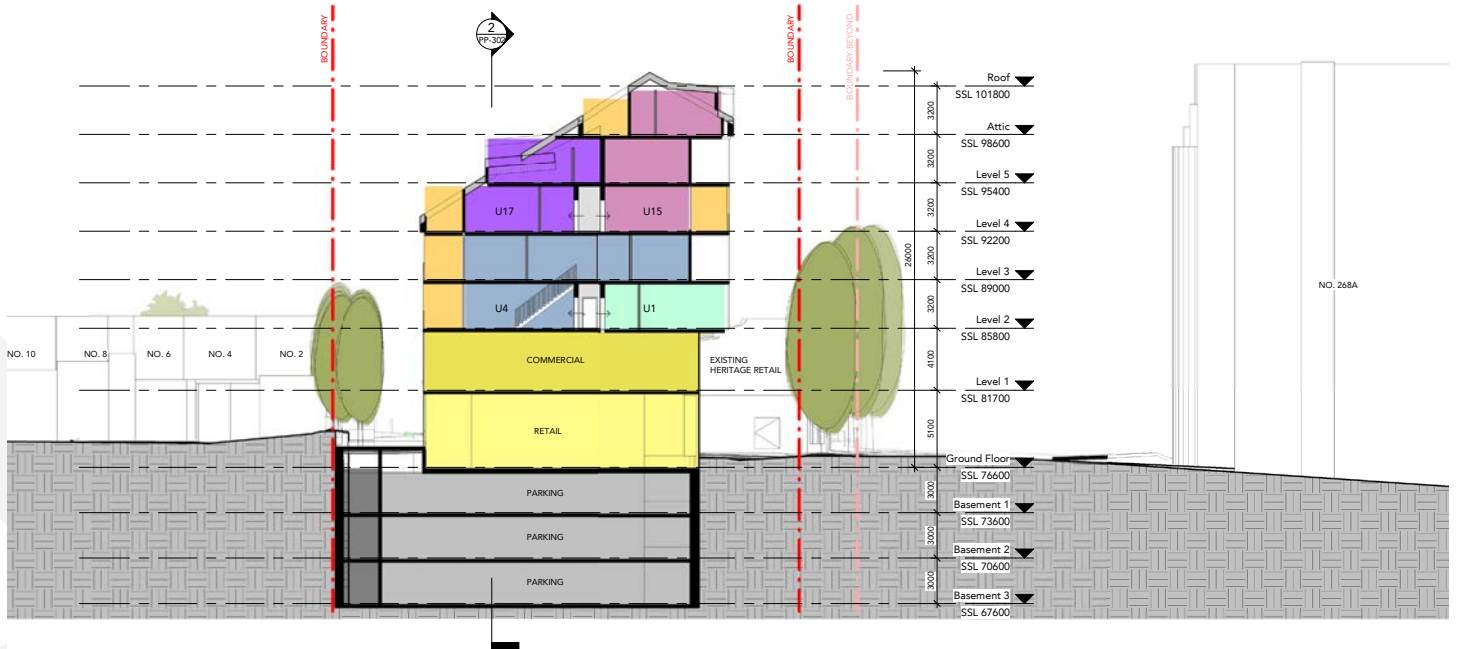 BOUNDARY
2
PP-302
BOUNDARY
BOUNDARY BEYOND
Roof
SSL 101800
3200
Attic
SSL 98600
3200
Level 5
SSL 95400
U17
U15
3200
Level 4
SSL 92200
26000
3200
Level 3
SSL 89000
NO. 268A
U4
U1
3200
Level 2
SSL 85800
NO. 10
NO. 8
NO. 6
NO. 4
NO. 2
COMMERCIAL
EXISTING
HERITAGE RETAIL
4100
Level 1
SSL 81700
RETAIL
5100
Ground Floor
SSL 76600
PARKING
3000
Basement 1
SSL 73600
PARKING
3000
Basement 2
SSL 70600
PARKING
3000
Basement 3
SSL 67600